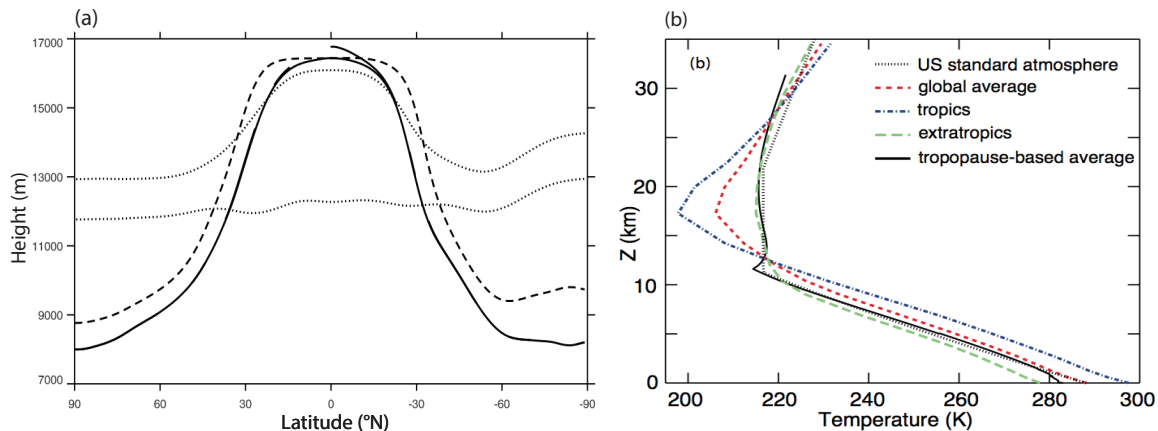 (a)
17000
15000
13000
11000
9000
7000
Height (m)
90
60
30
0
-30
-60
-90
Latitude (°N)
(b)
(b)
US standard atmosphere
global average
tropics
extratropics
tropopause-based average
30
20
10
0
Z (km)
200
220
240
260
280
300
Temperature (K)